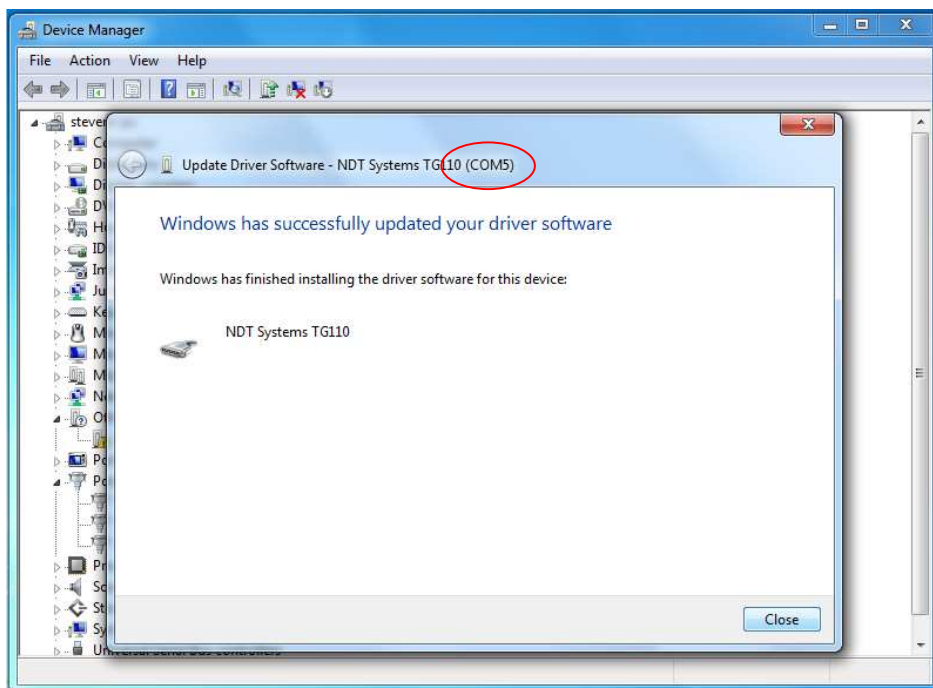 Device Manager
File Action View Help
steve
Update Driver Software - NDT Systems TG110 (COM5)
Windows has successfully updated your driver software
Windows has finished installing the driver software for this device:
NDT Systems TG110
Close